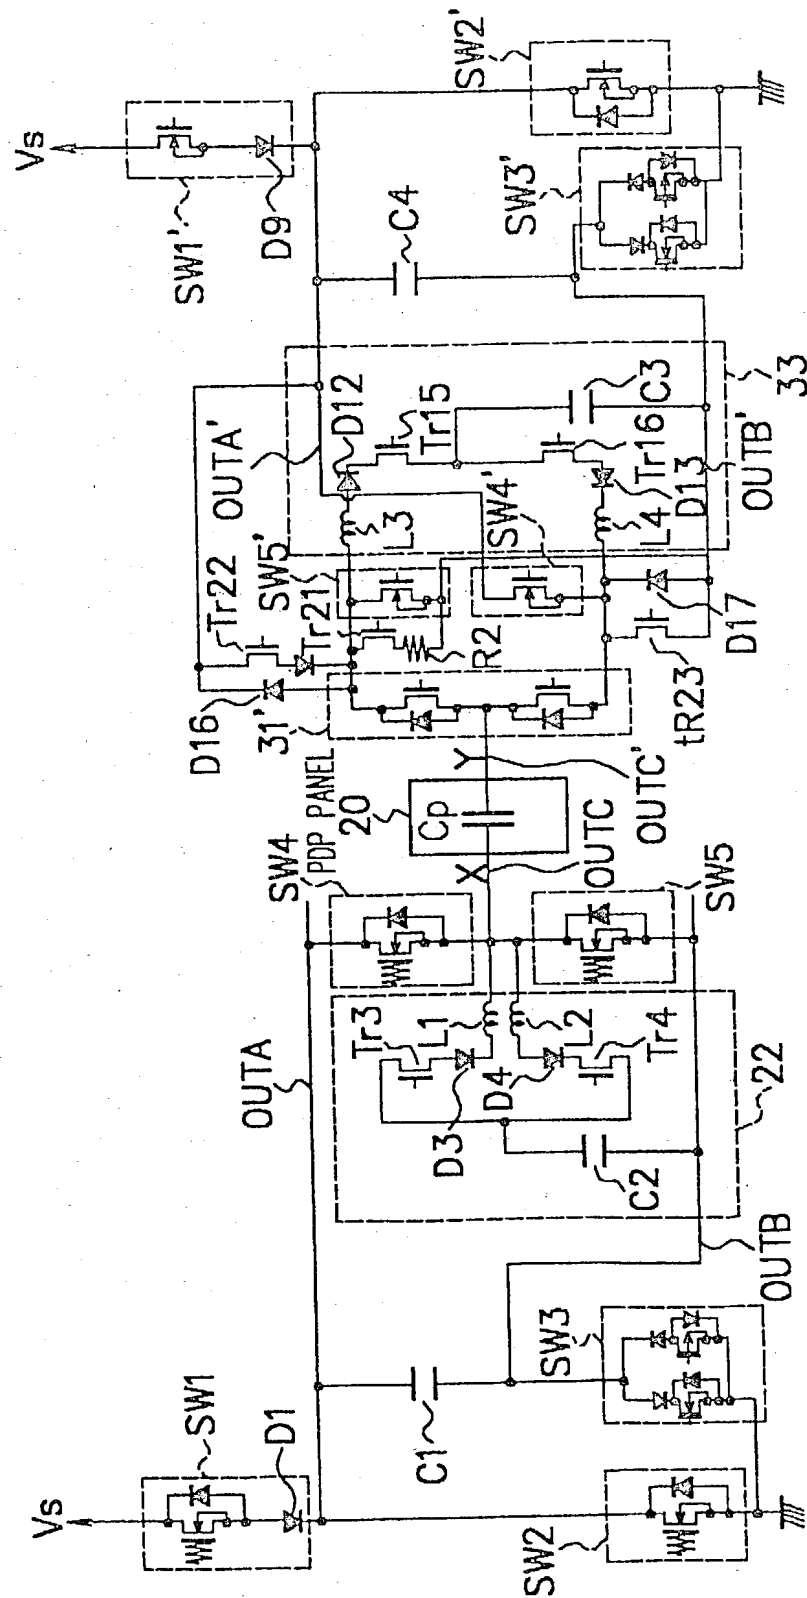 Vs
SW1
D1
SW2
C1
SW3
OUTA
OUTB
22
Tr3
D3
L1
L2
D4
Tr4
C2
SW4
SW5
OUTC
X
PDP PANEL
20
Cp
Y
OUTC'
31'
D16
Tr22
Tr21
R2
tR23
D17
SW5'
SW4'
OUTA'
L3
D12
Tr15
Tr16
D13
L4
C3
OUTB'
33
C4
SW1'
Vs
D9
SW3'
SW2'